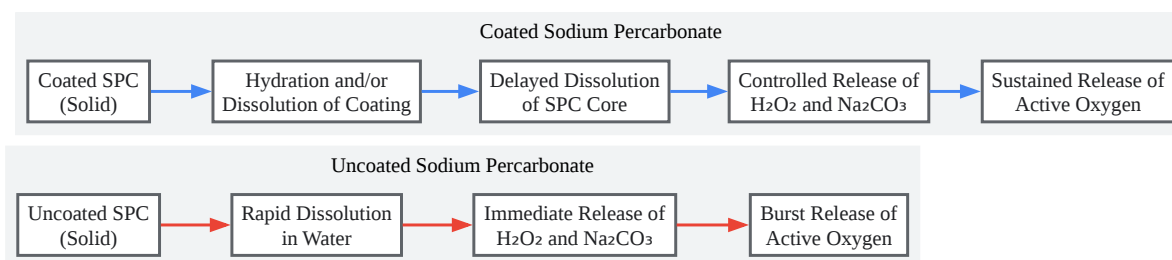 Coated Sodium Percarbonate
Coated SPC
(Solid)
Hydration and/or
Dissolution of Coating
Delayed Dissolution
of SPC Core
Controlled Release of
H₂O₂ and Na₂CO₃
Sustained Release of
Active Oxygen
Uncoated Sodium Percarbonate
Uncoated SPC
(Solid)
Rapid Dissolution
in Water
Immediate Release of
H₂O₂ and Na₂CO₃
Burst Release of
Active Oxygen